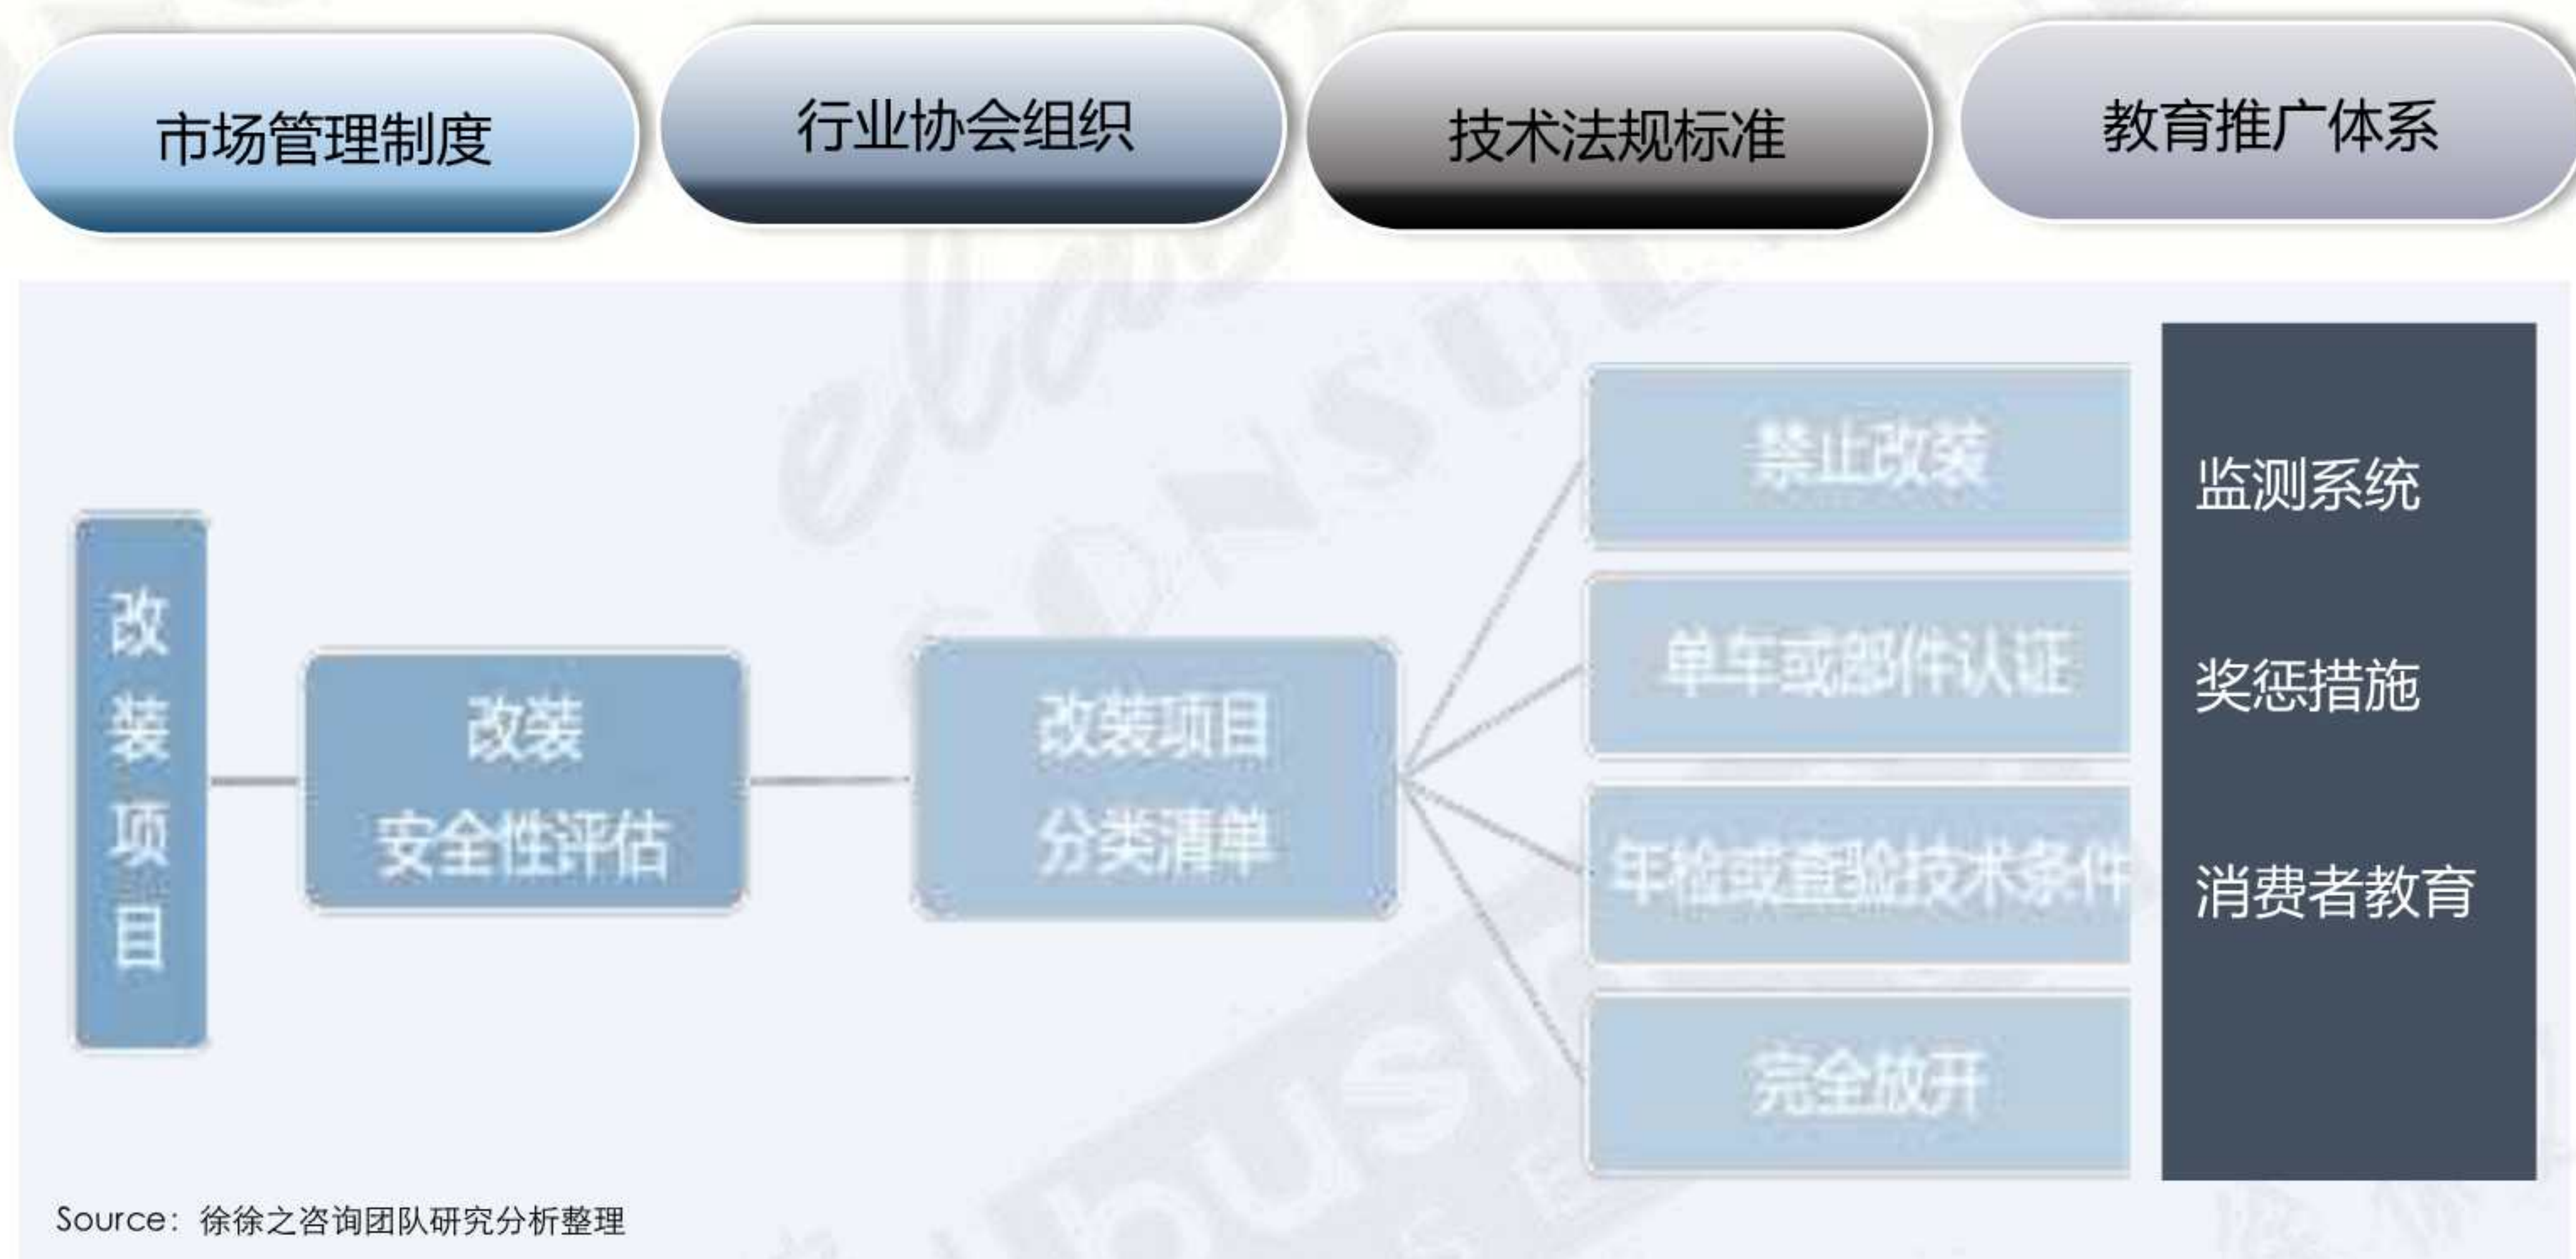 市场管理制度
行业协会组织
技术法规标准
教育推广体系
改
装
项
目
改装
安全性评估
改装项目
分类清单
禁止改装
单车或部件认证
年检或查验技术条件
完全放开
监测系统
奖惩措施
消费者教育
Source：徐徐之咨询团队研究分析整理